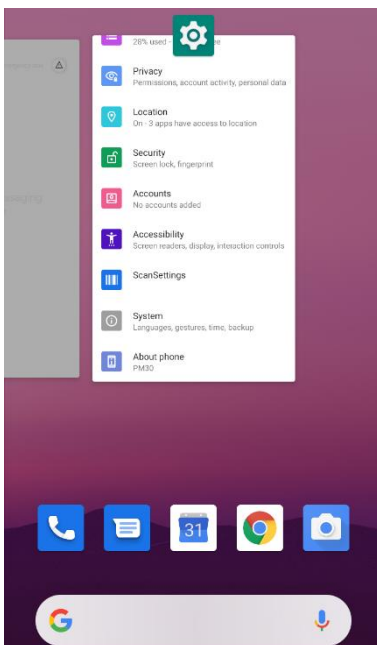 28% used -
Privacy
Permissions, account activity, personal data
Location
On - 3 apps have access to location
Security
Screen lock, fingerprint
Accounts
No accounts added
Accessibility
Screen readers, display, interaction controls
ScanSettings
System
Languages, gestures, time, backup
About phone
PM30
31
G